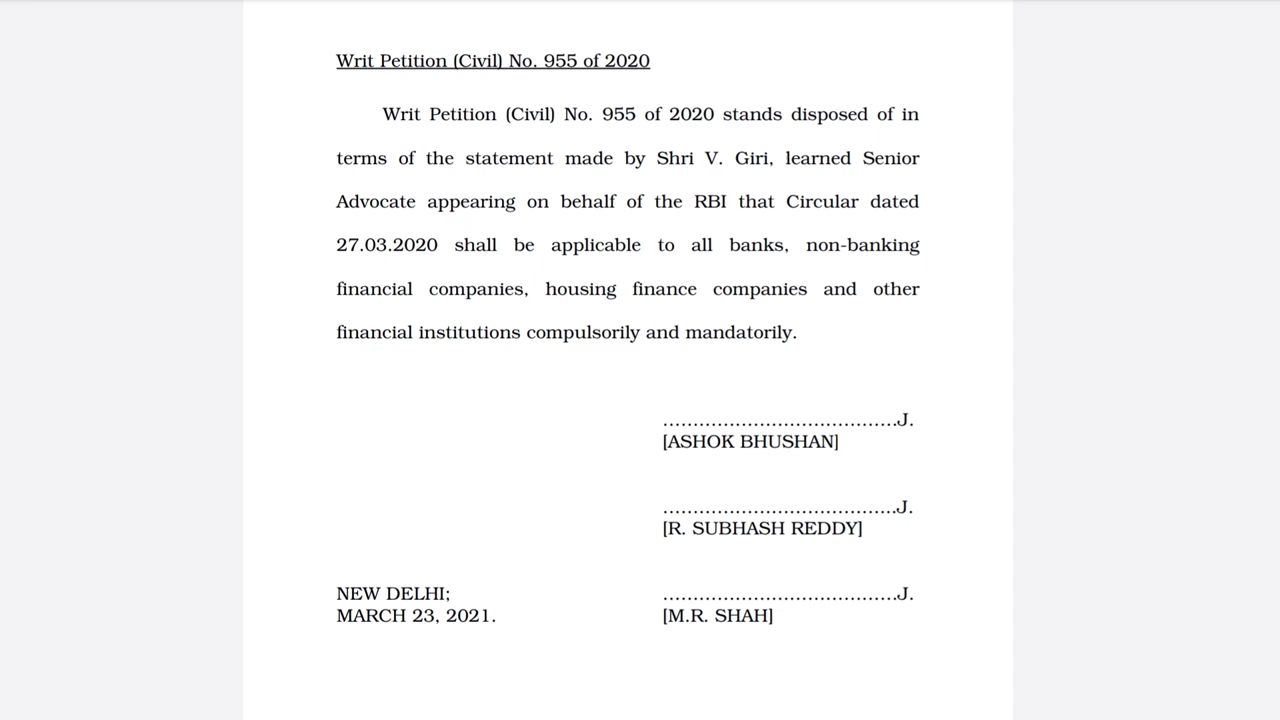 Writ Petition (Civil) No. 955 of 2020
Writ Petition (Civil) No. 955 of 2020 stands disposed of in
terms of the statement made by Shri V. Giri, learned Senior
Advocate appearing on behalf of the RBI that Circular dated
27.03.2020 shall be applicable to all banks, non-banking
financial companies, housing finance companies and other
financial institutions compulsorily and mandatorily.
…………………………………J.
[ASHOK BHUSHAN]
…………………………………J.
[R. SUBHASH REDDY]
NEW DELHI; …………………………………J.
MARCH 23, 2021. [M.R. SHAH]